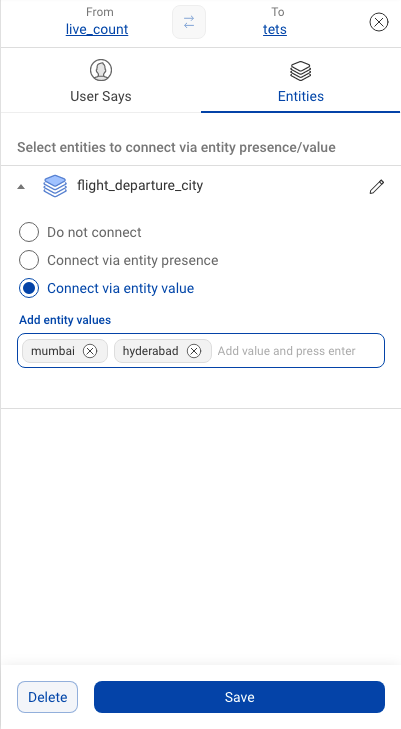 From
live_count
To
tets
User Says
Entities
Select entities to connect via entity presence/value
flight_departure_city
Do not connect
Connect via entity presence
Connect via entity value
Add entity values
mumbai hyderabad Add value and press enter
Delete Save